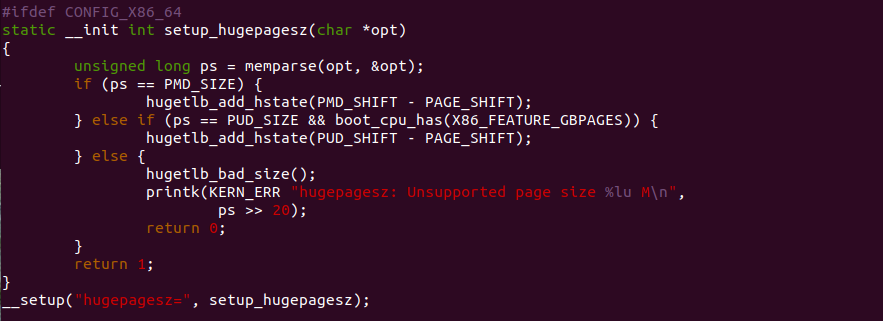 #ifdef CONFIG_X86_64
static __init int setup_hugepagesz(char *opt)
{
        unsigned long ps = memparse(opt, &opt);
        if (ps == PMD_SIZE) {
                hugetlb_add_hstate(PMD_SHIFT - PAGE_SHIFT);
        } else if (ps == PUD_SIZE && boot_cpu_has(X86_FEATURE_GBPAGES)) {
                hugetlb_add_hstate(PUD_SHIFT - PAGE_SHIFT);
        } else {
                hugetlb_bad_size();
                printk(KERN_ERR "hugepagesz: Unsupported page size %lu M\n",
                        ps >> 20);
                return 0;
        }
        return 1;
}
__setup("hugepagesz=", setup_hugepagesz);